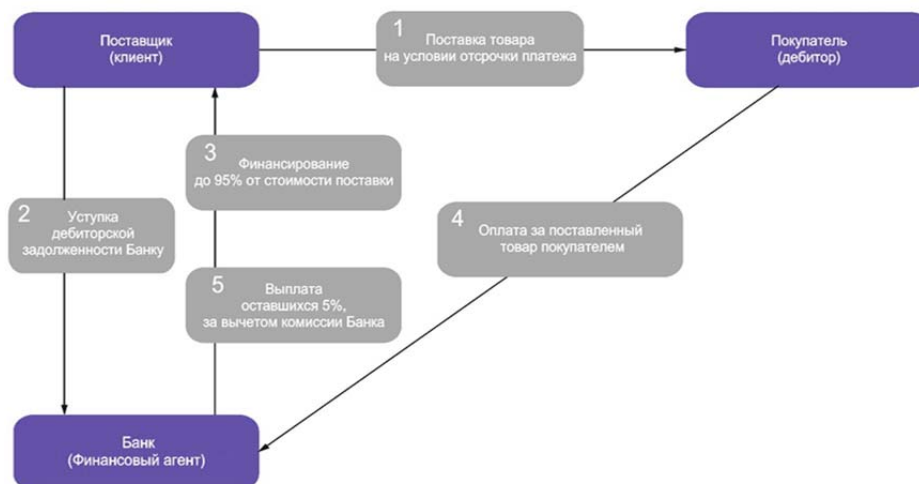 Поставщик
(клиент)
1
Поставка товара
на условии отсрочки платежа
Покупатель
(дебитор)
3
Финансирование
до 95% от стоимости поставки
2
Уступка
дебиторской
задолженности Банку
4
Оплата за поставленный
товар покупателем
5
Выплата
оставшихся 5%,
за вычетом комиссии Банка
Банк
(Финансовый агент)